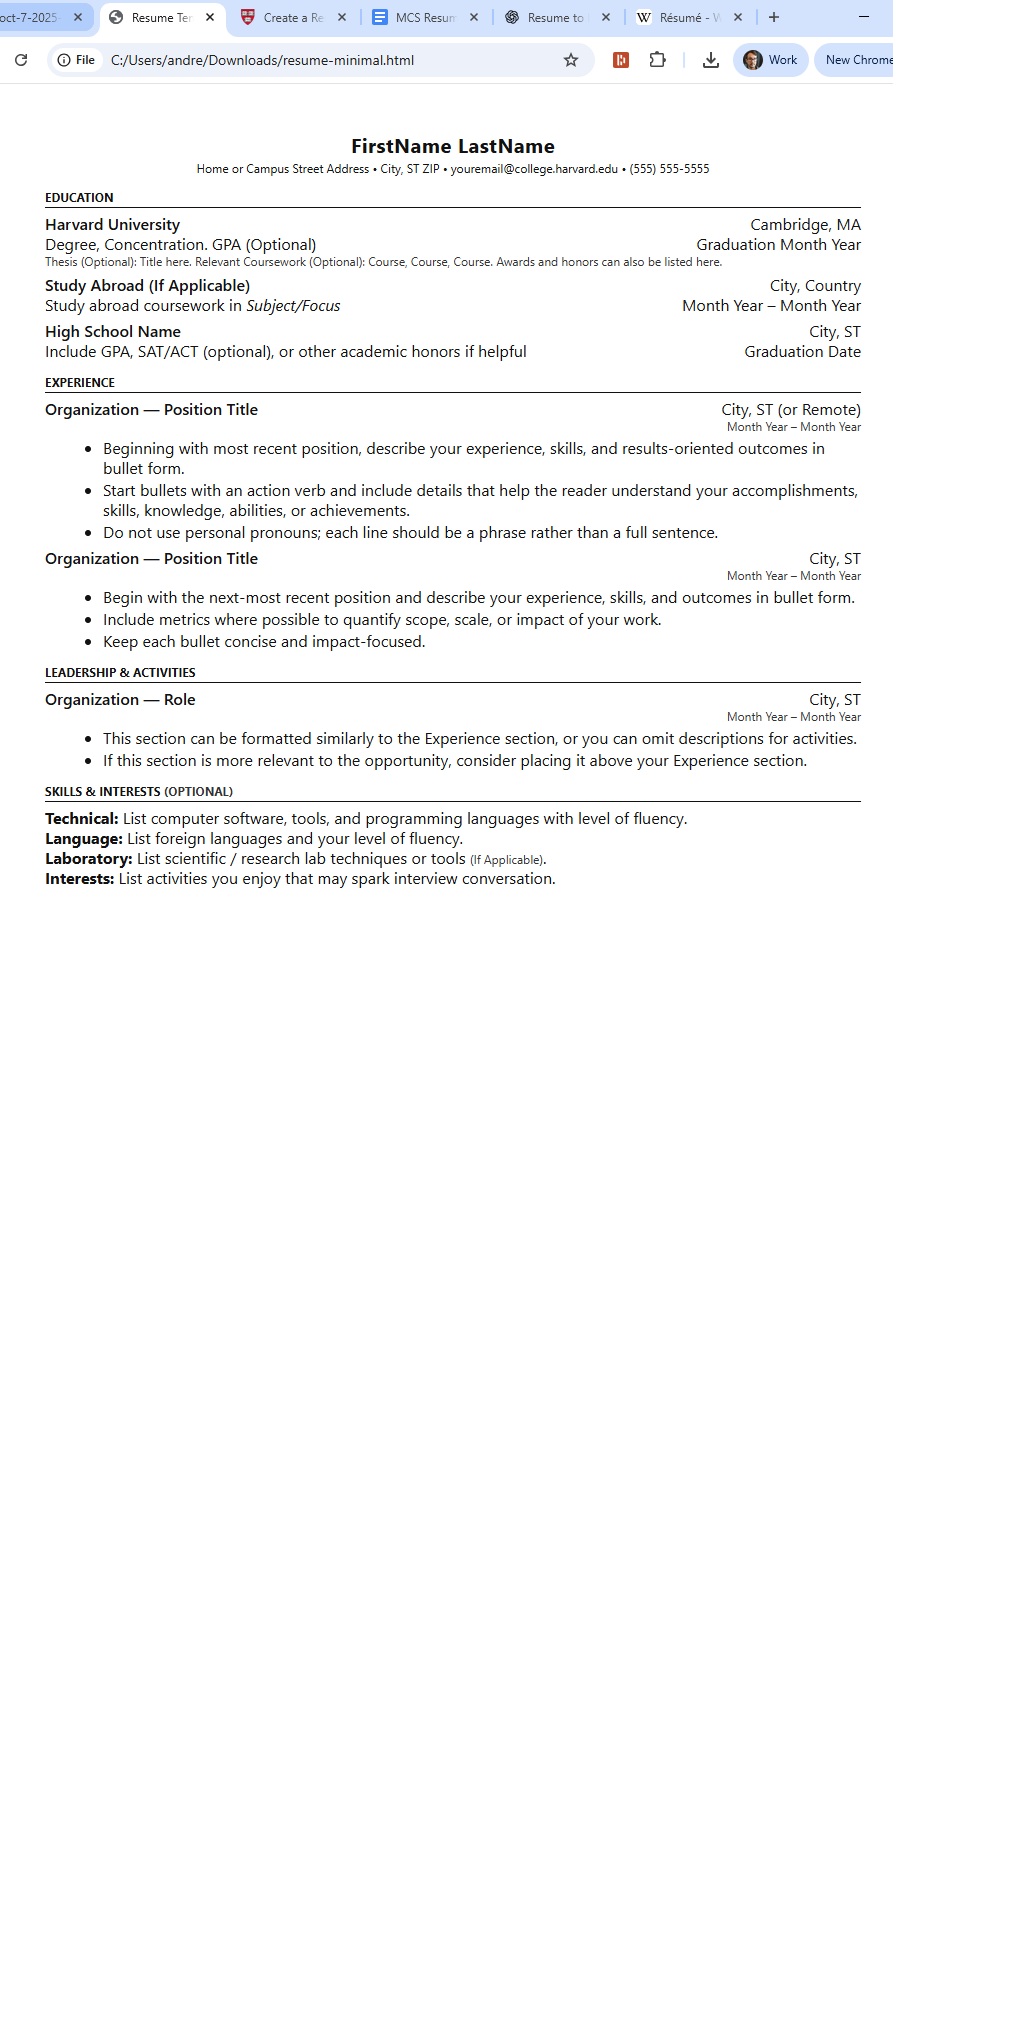 oct-7-2025
Resume Te
Create a Re
MCS Resum
Resume to
W
Résumé - W
File
C:/Users/andre/Downloads/resume-minimal.html
Work
New Chrome
FirstName LastName
Home or Campus Street Address • City, ST ZIP • youremail@college.harvard.edu • (555) 555-5555
EDUCATION
Harvard University Cambridge, MA
Degree, Concentration. GPA (Optional) Graduation Month Year
Thesis (Optional): Title here. Relevant Coursework (Optional): Course, Course, Course. Awards and honors can also be listed here.
Study Abroad (If Applicable) City, Country
Study abroad coursework in Subject/Focus Month Year – Month Year
High School Name City, ST
Include GPA, SAT/ACT (optional), or other academic honors if helpful Graduation Date
EXPERIENCE
Organization — Position Title City, ST (or Remote)
Month Year – Month Year
• Beginning with most recent position, describe your experience, skills, and results-oriented outcomes in
bullet form.
• Start bullets with an action verb and include details that help the reader understand your accomplishments,
skills, knowledge, abilities, or achievements.
• Do not use personal pronouns; each line should be a phrase rather than a full sentence.
Organization — Position Title City, ST
Month Year – Month Year
• Begin with the next-most recent position and describe your experience, skills, and outcomes in bullet form.
• Include metrics where possible to quantify scope, scale, or impact of your work.
• Keep each bullet concise and impact-focused.
LEADERSHIP & ACTIVITIES
Organization — Role City, ST
Month Year – Month Year
• This section can be formatted similarly to the Experience section, or you can omit descriptions for activities.
• If this section is more relevant to the opportunity, consider placing it above your Experience section.
SKILLS & INTERESTS (OPTIONAL)
Technical: List computer software, tools, and programming languages with level of fluency.
Language: List foreign languages and your level of fluency.
Laboratory: List scientific / research lab techniques or tools (If Applicable).
Interests: List activities you enjoy that may spark interview conversation.